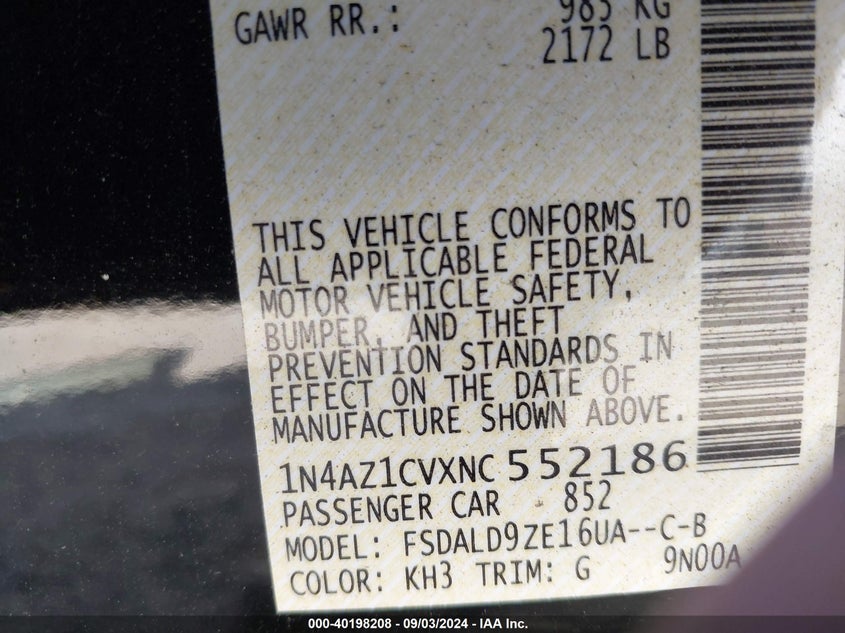 GAWR RR.: 985 KG
2172 LB
THIS VEHICLE CONFORMS TO
ALL APPLICABLE FEDERAL
MOTOR VEHICLE SAFETY,
BUMPER, AND THEFT
PREVENTION STANDARDS IN
EFFECT ON THE DATE OF
MANUFACTURE SHOWN ABOVE.
1N4AZ1CVXNC552186
PASSENGER CAR 852
MODEL: FSDALD9ZE16UA--C-B
COLOR: KH3 TRIM: G 9N00A
000-40198208 - 09/03/2024 - IAA Inc.